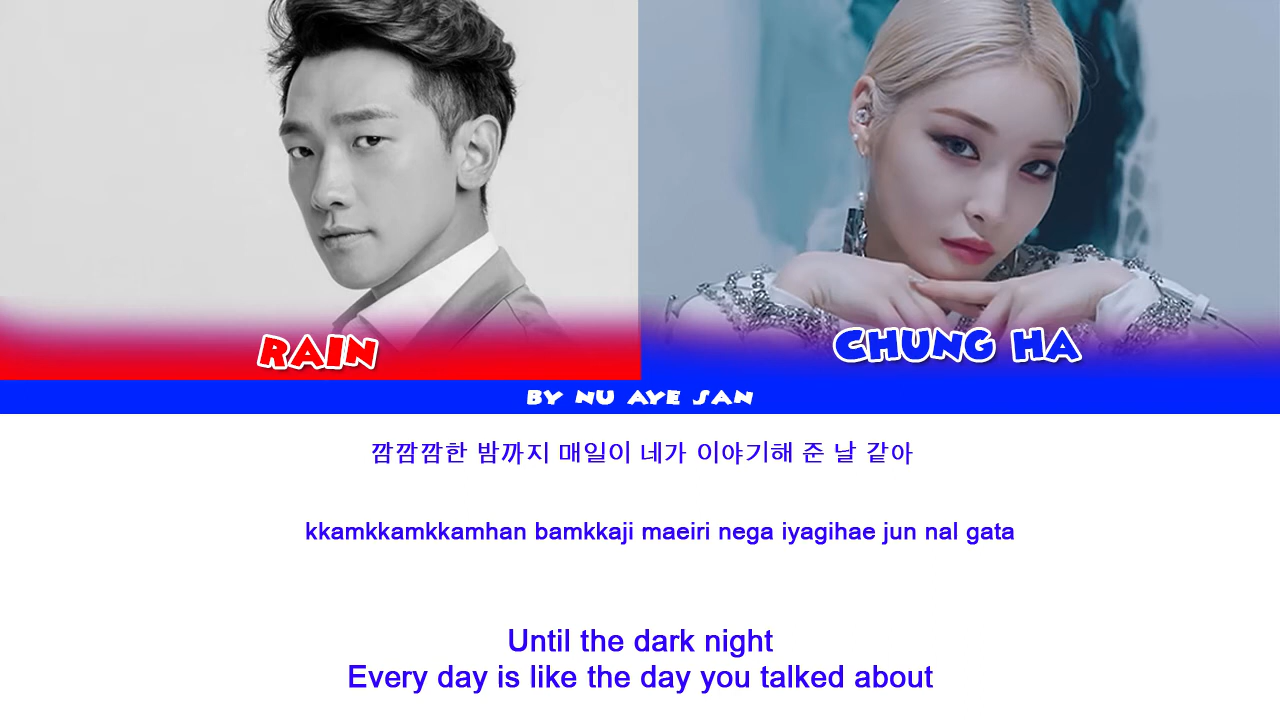 RAIN
CHUNG HA
BY NU AYE SAN
깜깜깜한 밤까지 매일이 네가 이야기해 준 날 같아
kkamkkamkkamhan bamkkaji maeiri nega iyagihae jun nal gata
Until the dark night
Every day is like the day you talked about